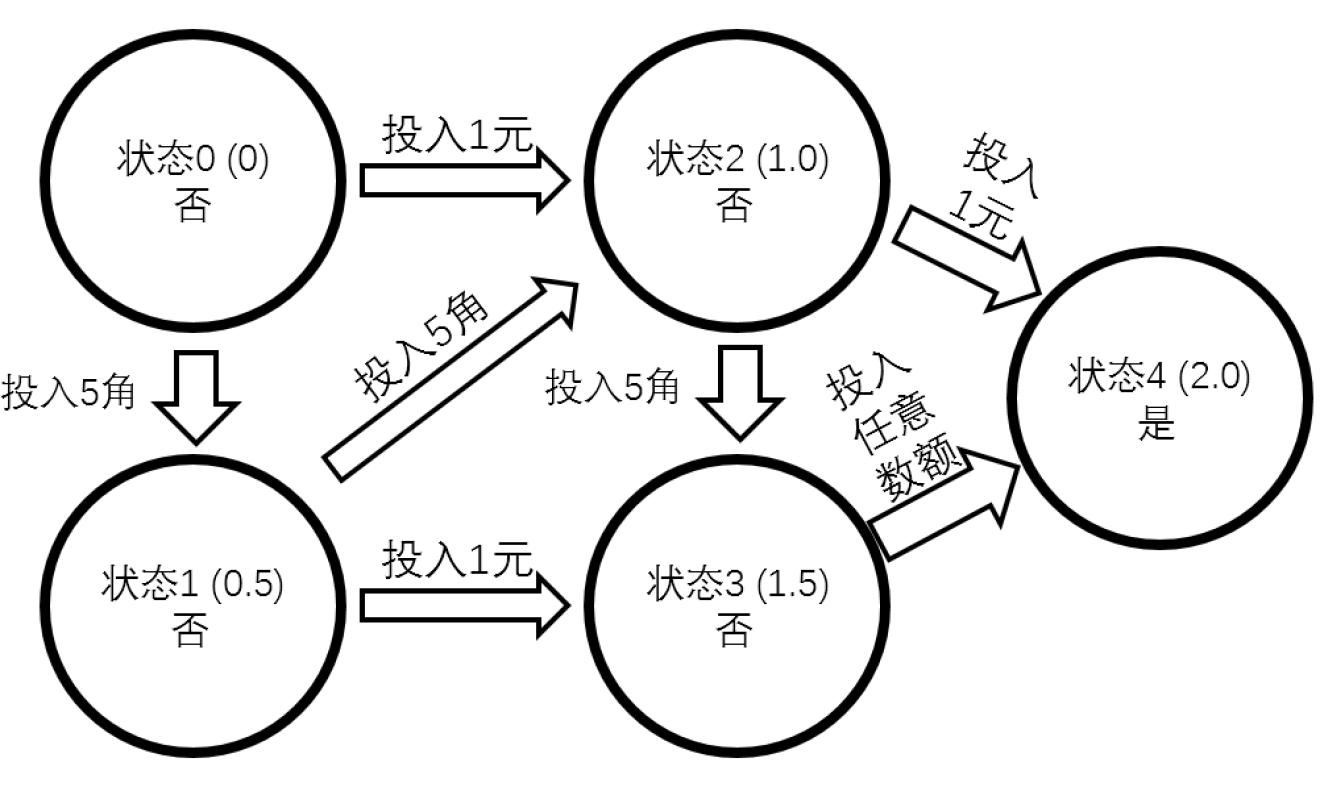 状态0 (0)
否
投入1元
状态2 (1.0)
否
投入
1元
投入5角
投入5角
投入5角
投入
任意
数额
状态4 (2.0)
是
状态1 (0.5)
否
投入1元
状态3 (1.5)
否